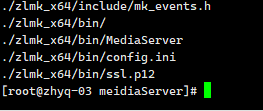 ./zlmk_x64/include/mk_events.h
./zlmk_x64/bin/
./zlmk_x64/bin/MediaServer
./zlmk_x64/bin/config.ini
./zlmk_x64/bin/ssl.p12
[root@zhyq-03 meidiaServer]#